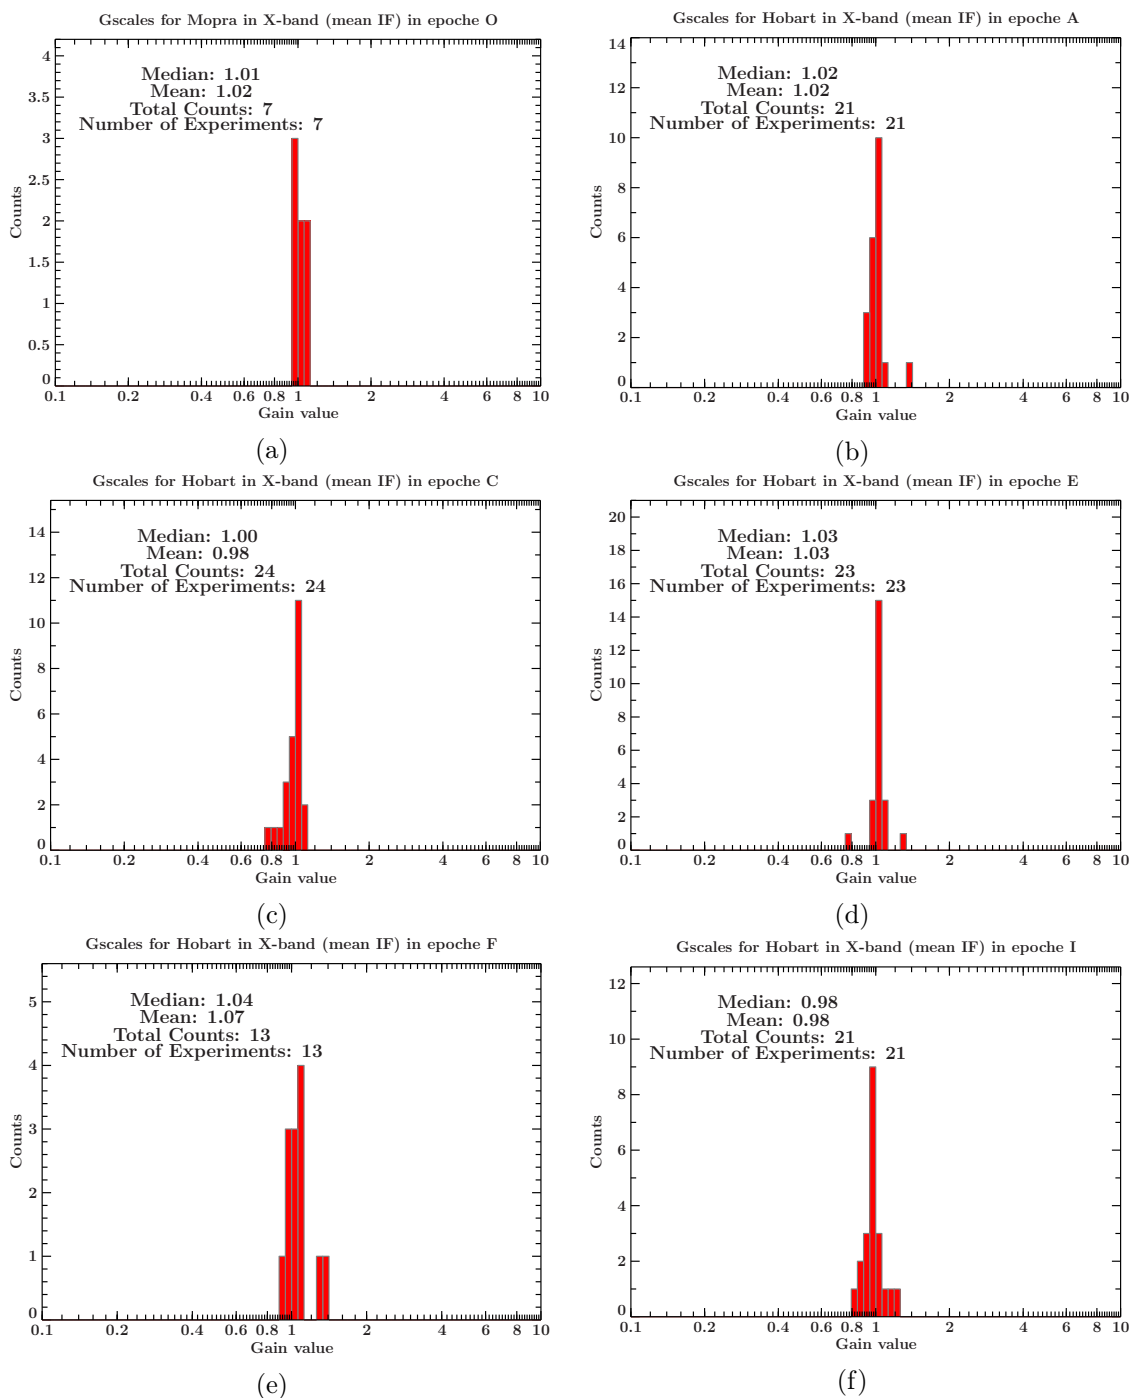 Gscales for Mopra in X-band (mean IF) in epoche O
Median: 1.01
Mean: 1.02
Total Counts: 7
Number of Experiments: 7
Counts
4
3.5
3
2.5
2
1.5
1
0.5
0
0.1 0.2 0.4 0.6 0.8 1 2 4 6 8 10
Gain value
(a)
Gscales for Hobart in X-band (mean IF) in epoche A
Median: 1.02
Mean: 1.02
Total Counts: 21
Number of Experiments: 21
Counts
14
12
10
8
6
4
2
0
0.1 0.2 0.4 0.6 0.8 1 2 4 6 8 10
Gain value
(b)
Gscales for Hobart in X-band (mean IF) in epoche C
Median: 1.00
Mean: 0.98
Total Counts: 24
Number of Experiments: 24
Counts
14
12
10
8
6
4
2
0
0.1 0.2 0.4 0.6 0.8 1 2 4 6 8 10
Gain value
(c)
Gscales for Hobart in X-band (mean IF) in epoche E
Median: 1.03
Mean: 1.03
Total Counts: 23
Number of Experiments: 23
Counts
20
18
16
14
12
10
8
6
4
2
0
0.1 0.2 0.4 0.6 0.8 1 2 4 6 8 10
Gain value
(d)
Gscales for Hobart in X-band (mean IF) in epoche F
Median: 1.04
Mean: 1.07
Total Counts: 13
Number of Experiments: 13
Counts
5
4
3
2
1
0
0.1 0.2 0.4 0.6 0.8 1 2 4 6 8 10
Gain value
(e)
Gscales for Hobart in X-band (mean IF) in epoche I
Median: 0.98
Mean: 0.98
Total Counts: 21
Number of Experiments: 21
Counts
12
10
8
6
4
2
0
0.1 0.2 0.4 0.6 0.8 1 2 4 6 8 10
Gain value
(f)